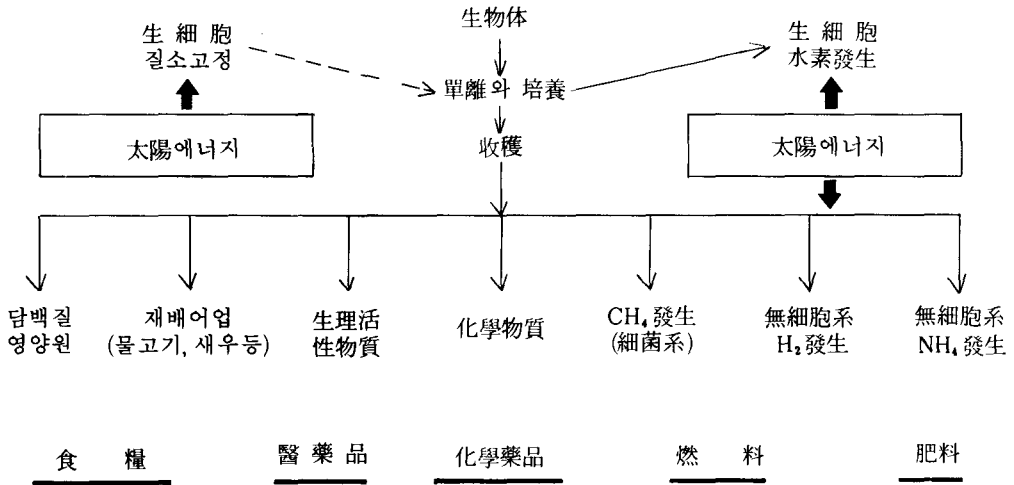 生物体
生 細 胞
질소고정
生 細 胞
水素發生
單離와 培養
太陽에너지
收穫
太陽에너지
담백질
영양원
재배어업
(물고기, 새우등)
生理活
性物質
化學物質
CH₄ 發生
(細菌系)
無細胞系
H₂ 發生
無細胞系
NH₄ 發生
食 糧
醫 藥 品
化學藥品
燃 料
肥料